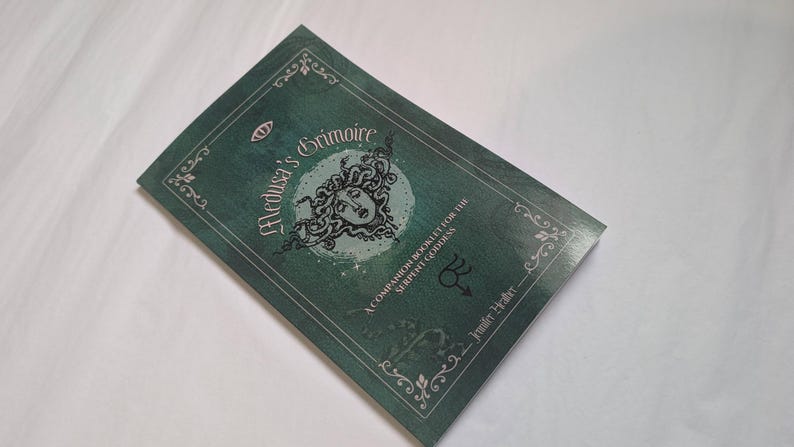 Medusa's Grimoire
A COMPANION BOOKLET FOR THE
SERPENT GODDESS
Jennifer Heather